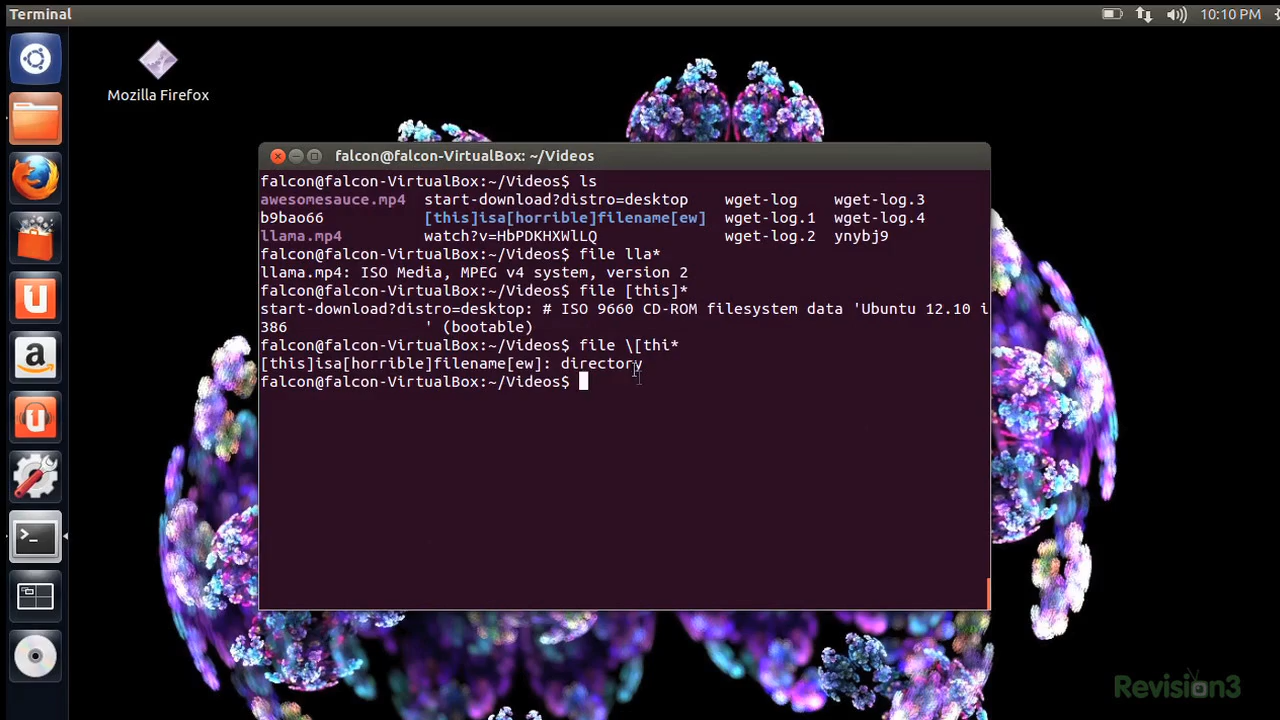 Terminal
10:10 PM
Mozilla Firefox
falcon@falcon-VirtualBox: ~/Videos
falcon@falcon-VirtualBox:~/Videos$ ls
awesomesauce.mp4 start-download?distro=desktop wget-log wget-log.3
b9bao66 [this]isa[horrible]filename[ew] wget-log.1 wget-log.4
llama.mp4 watch?v=HbPDKHXWlLQ wget-log.2 ynybj9
falcon@falcon-VirtualBox:~/Videos$ file lla*
llama.mp4: ISO Media, MPEG v4 system, version 2
falcon@falcon-VirtualBox:~/Videos$ file [this]*
start-download?distro=desktop: # ISO 9660 CD-ROM filesystem data 'Ubuntu 12.10 i
386 ' (bootable)
falcon@falcon-VirtualBox:~/Videos$ file \[thi*
[this]isa[horrible]filename[ew]: directory
falcon@falcon-VirtualBox:~/Videos$
Revision3